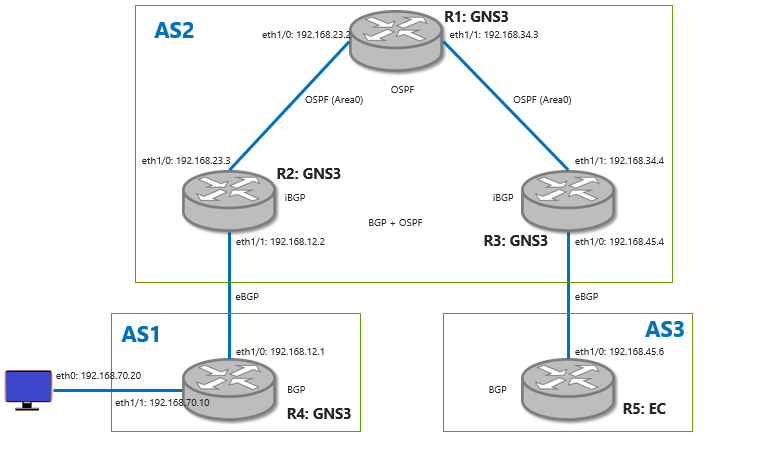 AS2
R1: GNS3
eth1/0: 192.168.23.2
eth1/1: 192.168.34.3
OSPF
OSPF (Area0)
OSPF (Area0)
eth1/0: 192.168.23.3
eth1/1: 192.168.34.4
R2: GNS3
iBGP
iBGP
BGP + OSPF
R3: GNS3
eth1/1: 192.168.12.2
eth1/0: 192.168.45.4
eBGP
eBGP
AS1
AS3
eth1/0: 192.168.12.1
eth1/0: 192.168.45.6
eth0: 192.168.70.20
BGP
BGP
eth1/1: 192.168.70.10
R4: GNS3
R5: EC